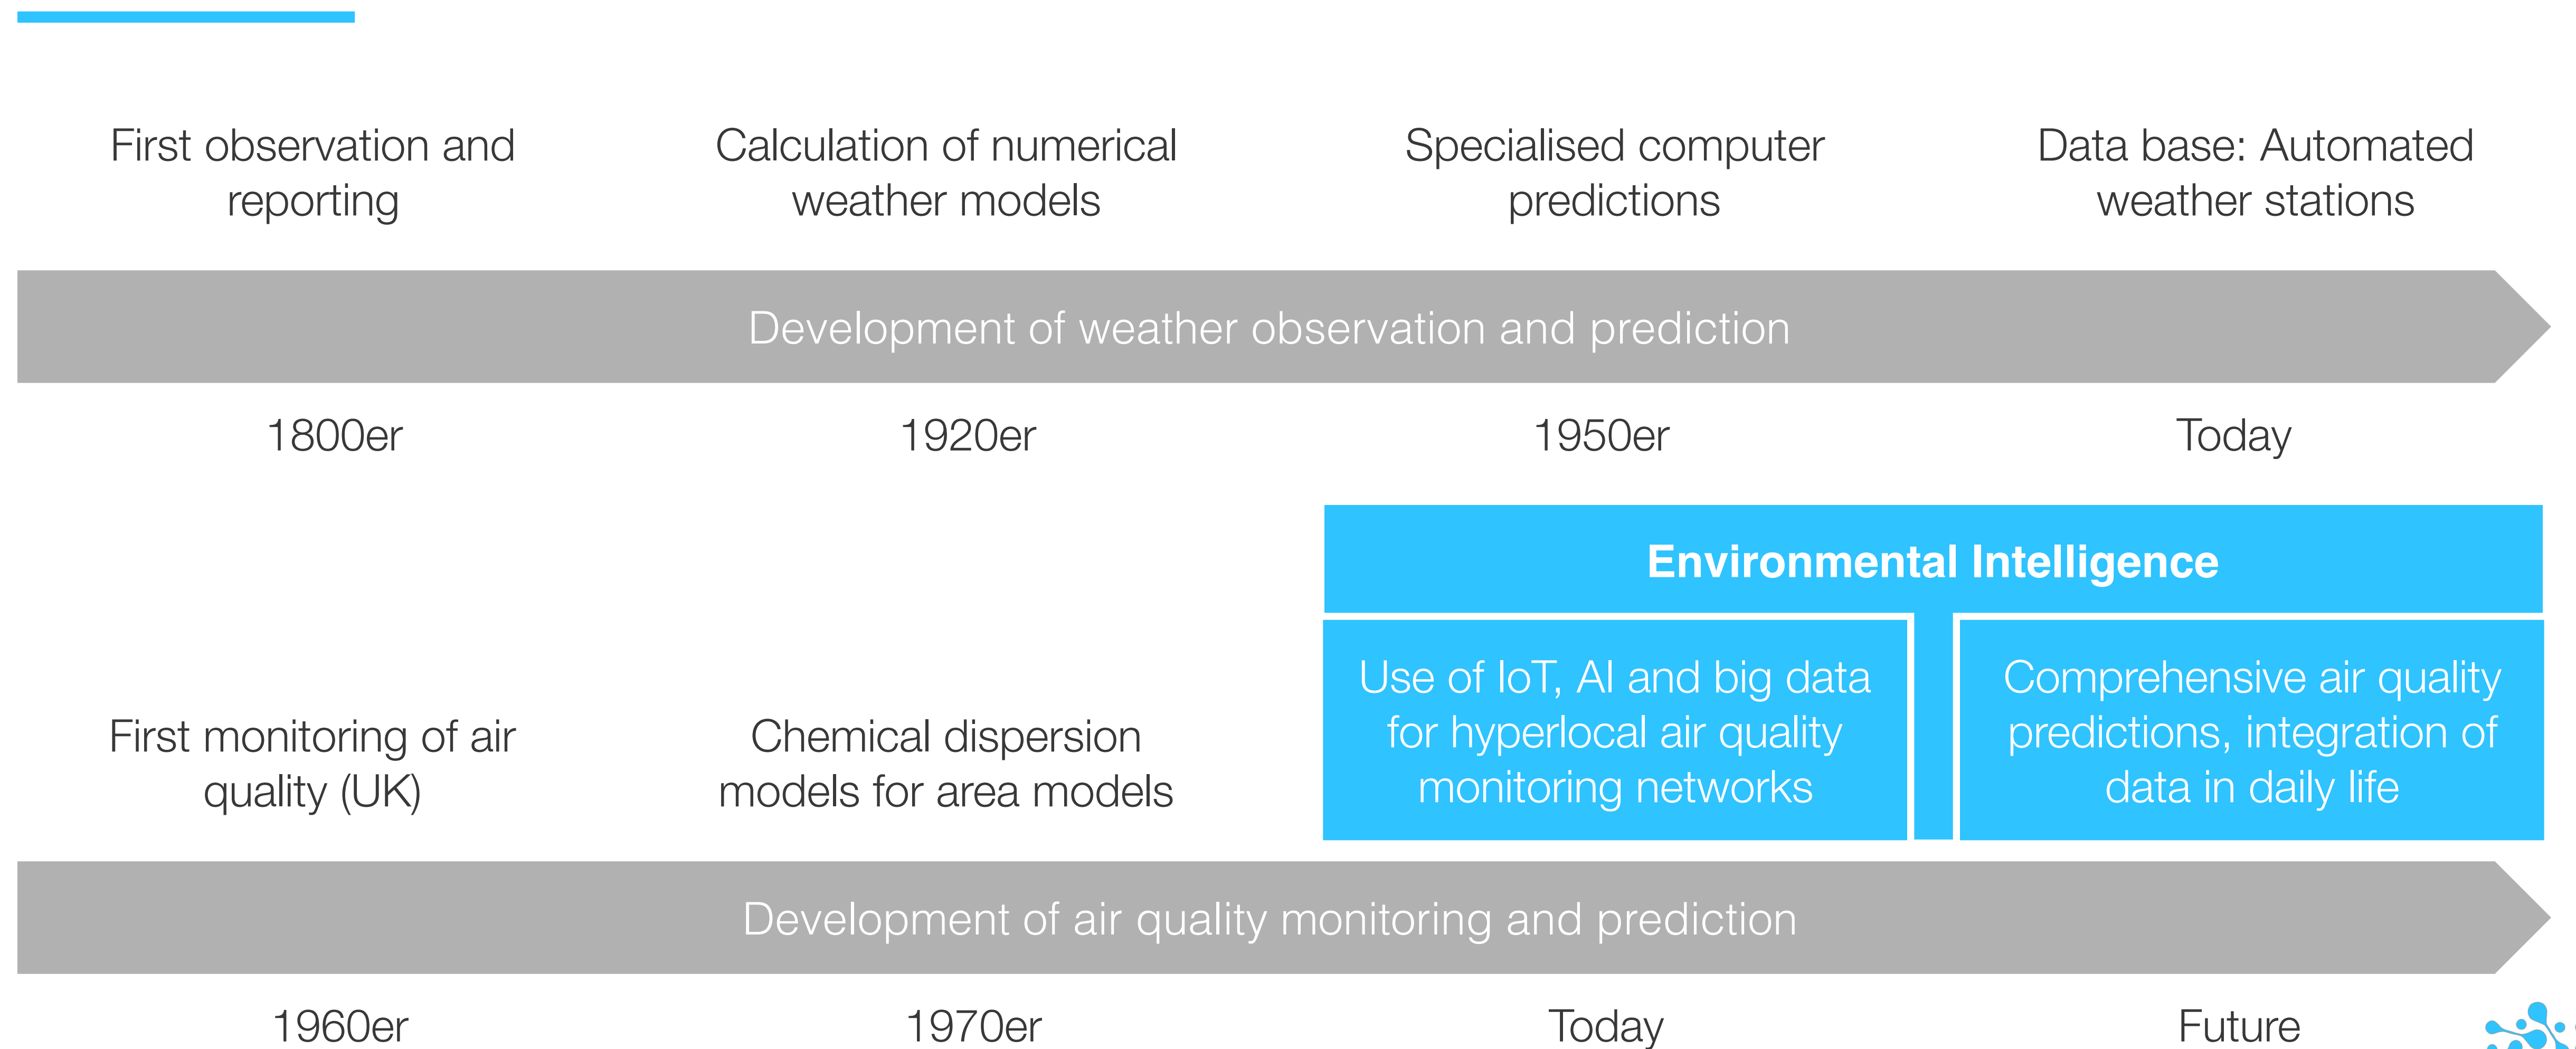 First observation and
reporting
Calculation of numerical
weather models
Specialised computer
predictions
Data base: Automated
weather stations
Development of weather observation and prediction
1800er
1920er
1950er
Today
Environmental Intelligence
First monitoring of air
quality (UK)
Chemical dispersion
models for area models
Use of IoT, AI and big data
for hyperlocal air quality
monitoring networks
Comprehensive air quality
predictions, integration of
data in daily life
Development of air quality monitoring and prediction
1960er
1970er
Today
Future